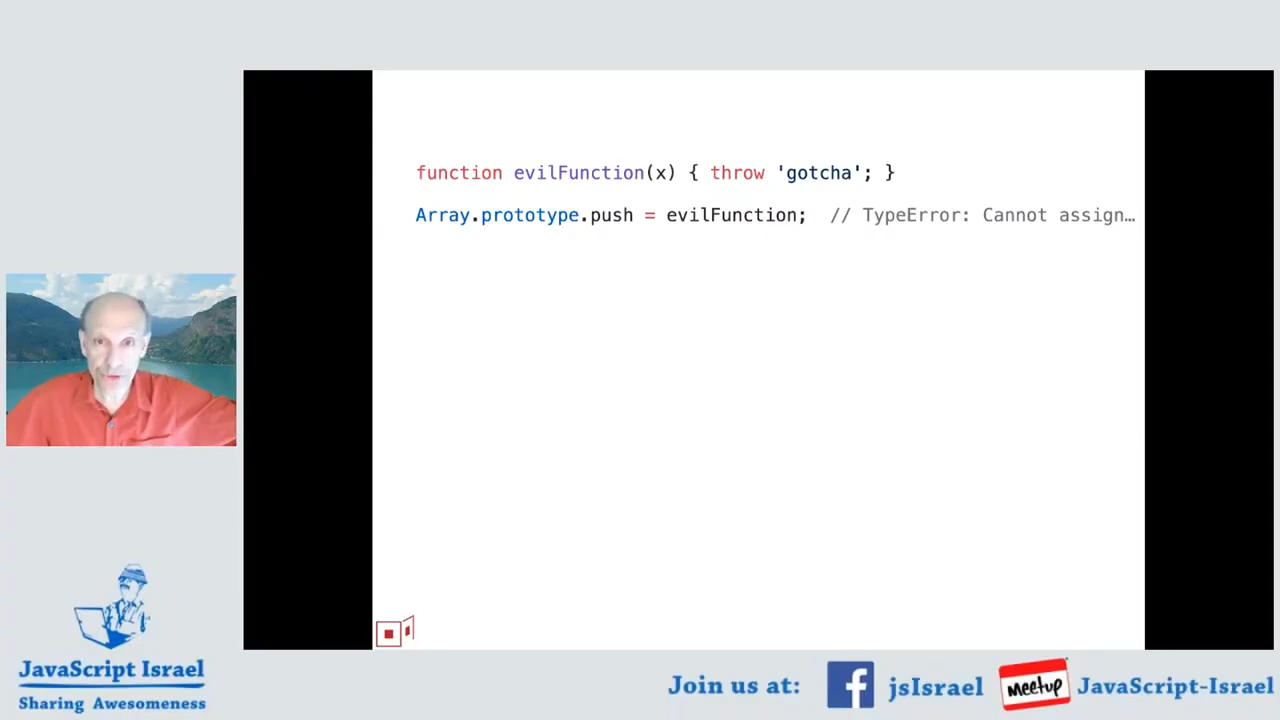 function evilFunction(x) { throw 'gotcha'; }
Array.prototype.push = evilFunction;  // TypeError: Cannot assign…
JavaScript Israel
Sharing Awesomeness
Join us at:
f
jsIsrael
meetup
JavaScript-Israel